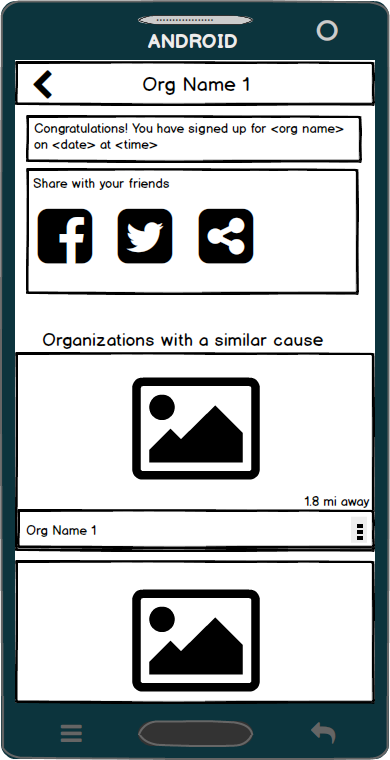 ANDROID
Org Name 1
Congratulations! You have signed up for <org name>
on <date> at <time>
Share with your friends
Organizations with a similar cause
1.8 mi away
Org Name 1